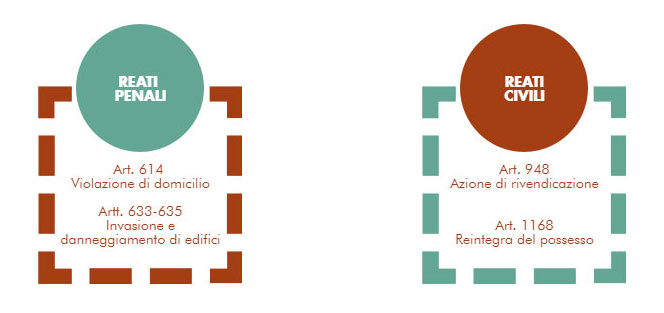 REATI
PENALI
Art. 614
Violazione di domicilio
Artt. 633-635
Invasione e
danneggiamento di edifici
REATI
CIVILI
Art. 948
Azione di rivendicazione
Art. 1168
Reintegra del possesso